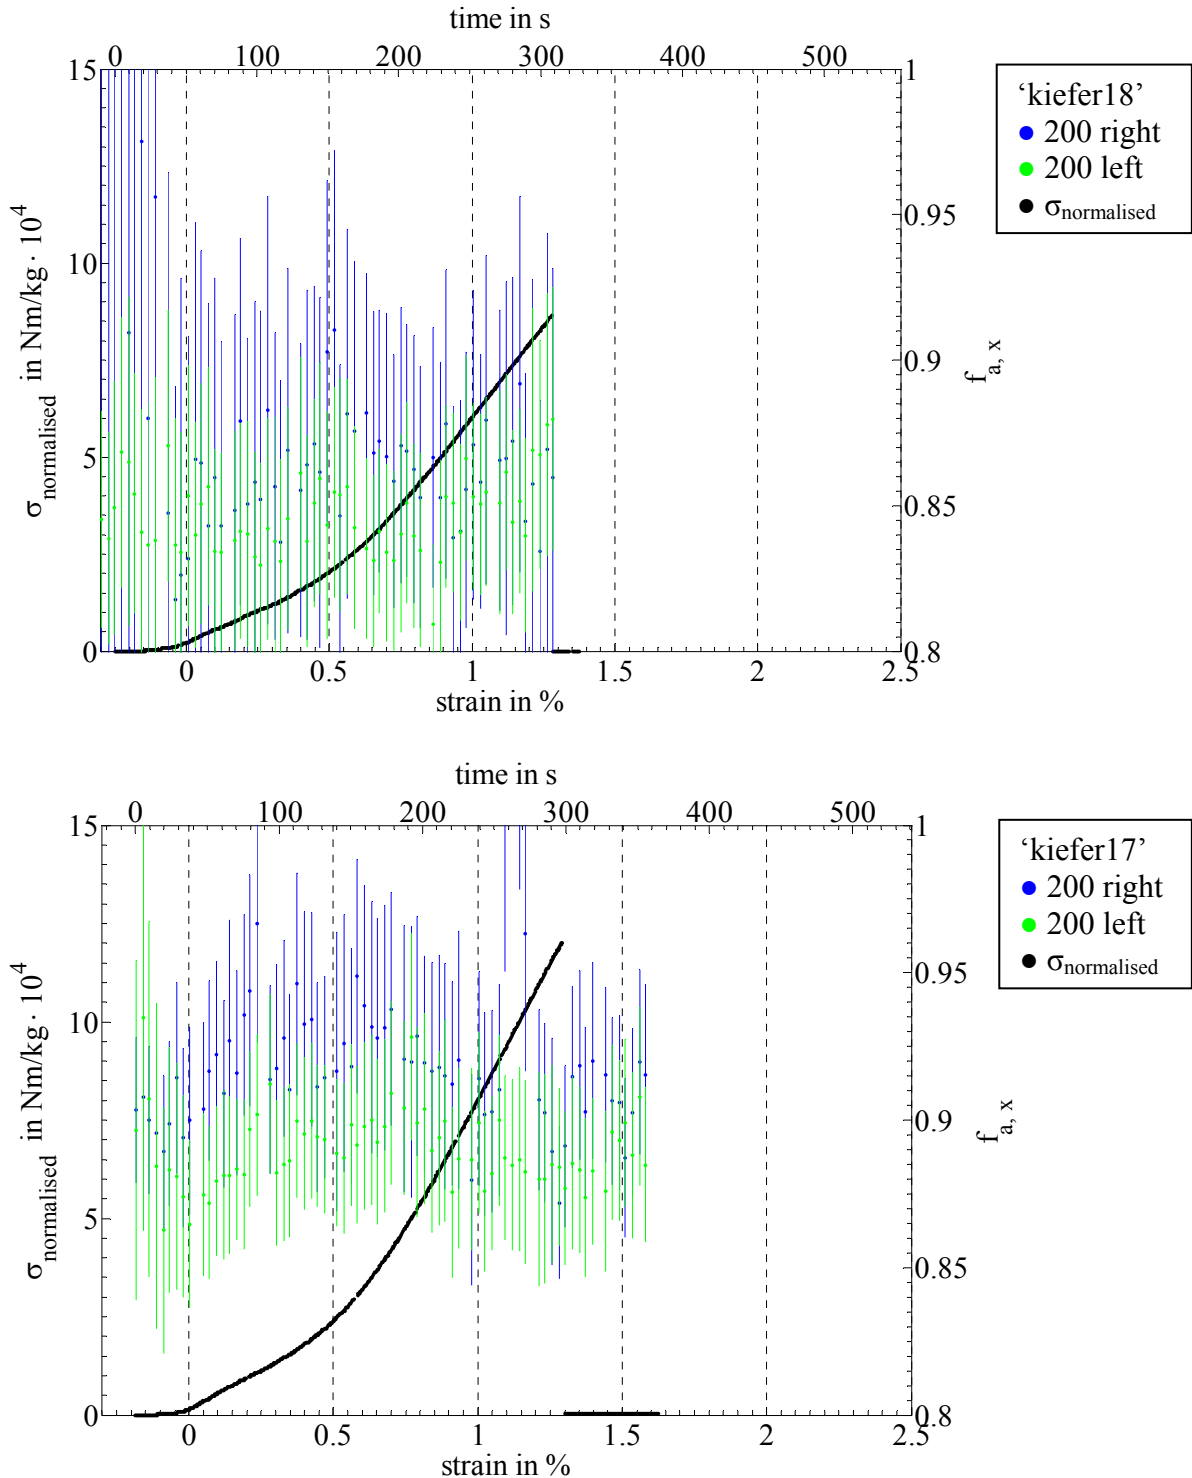 time in s
0 100 200 300 400 500
15 1
‘kiefer18’
200 right
200 left
σnormalised
0.95
10
0.9
σnormalised in Nm/kg · 10^4
fa, x
5
0.85
0 0.8
0 0.5 1 1.5 2 2.5
strain in %
time in s
0 100 200 300 400 500
15 1
‘kiefer17’
200 right
200 left
σnormalised
0.95
10
0.9
σnormalised in Nm/kg · 10^4
fa, x
5
0.85
0 0.8
0 0.5 1 1.5 2 2.5
strain in %